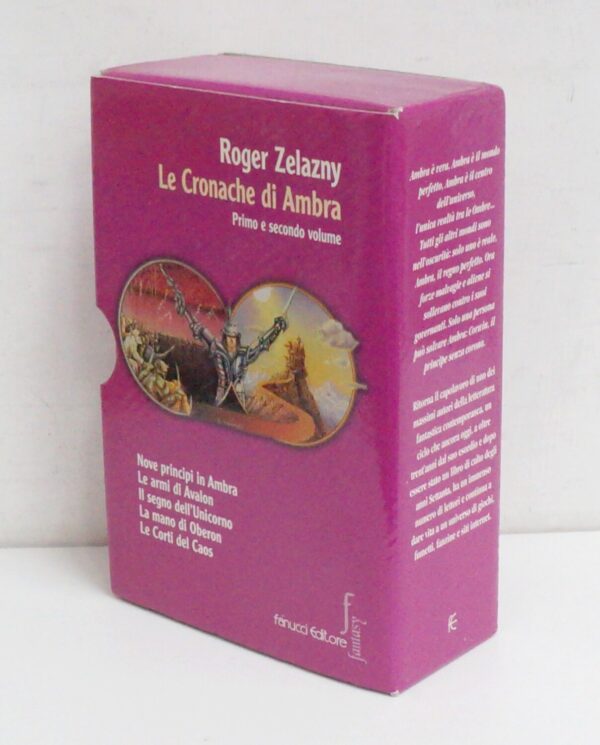 Roger Zelazny
Le Cronache di Ambra
Primo e secondo volume
Nove principi in Ambra
Le armi di Avalon
Il segno dell'Unicorno
La mano di Oberon
Le Corti del Caos
fanucci Editore
fantasy
Ambra è vera. Ambra è il mondo
perfetto, Ambra è il centro
dell'universo,
l'unica realtà tra le Ombre...
Tutti gli altri mondi sono
nell'oscurità: solo uno è reale,
Ambra, il regno perfetto. Ora
forze malvagie e aliene si
sollevano contro i suoi
governanti. Solo una persona
può salvare Ambra: Corwin, il
principe senza corona.
Ritorna il capolavoro di uno dei
massimi autori della letteratura
fantastica contemporanea, un
ciclo che ancora oggi, a oltre
trent'anni dal suo esordio e dopo
essere stato un libro di culto degli
anni Settanta, ha un immenso
numero di lettori e continua a
dare vita a un universo di giochi,
fumetti, fanzine e siti internet.
FE